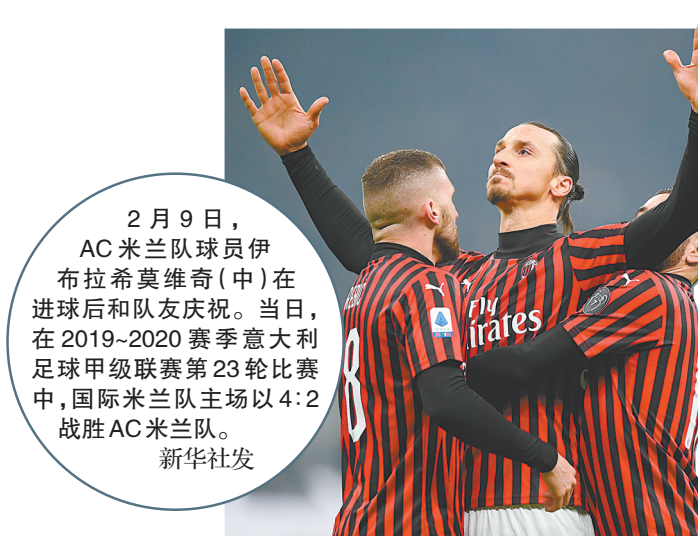 2月9日，
AC米兰队球员伊
布拉希莫维奇（中）在
进球后和队友庆祝。当日，
在2019~2020赛季意大利
足球甲级联赛第23轮比赛
中，国际米兰队主场以4∶2
战胜AC米兰队。
新华社发
Fly
irates
8